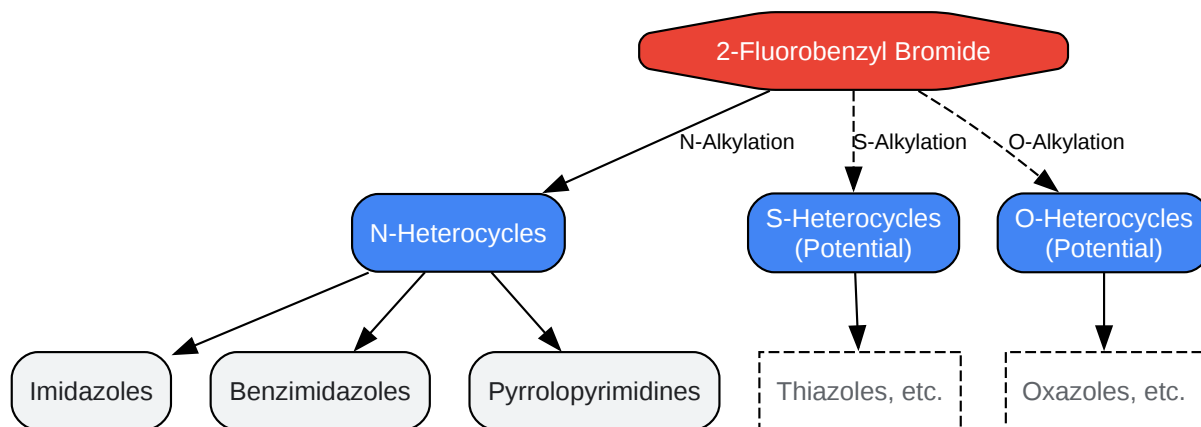 2-Fluorobenzyl Bromide
N-Alkylation
S-Alkylation
O-Alkylation
N-Heterocycles
S-Heterocycles
(Potential)
O-Heterocycles
(Potential)
Imidazoles
Benzimidazoles
Pyrrolopyrimidines
Thiazoles, etc.
Oxazoles, etc.